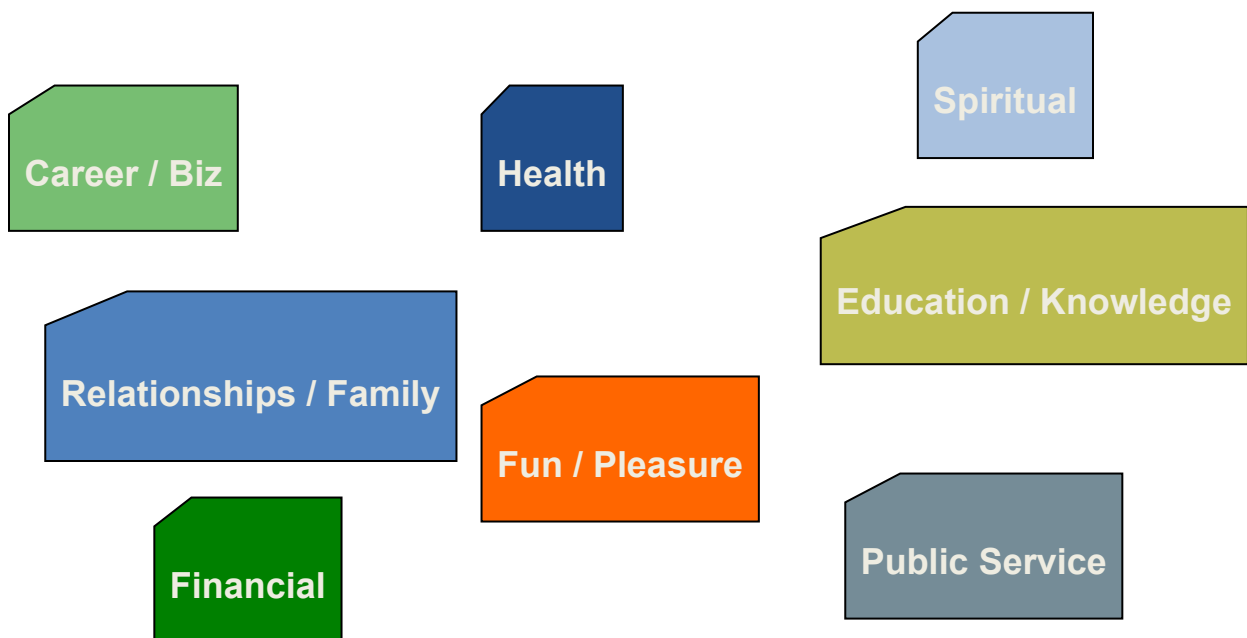 Spiritual
Career / Biz
Health
Education / Knowledge
Relationships / Family
Fun / Pleasure
Public Service
Financial